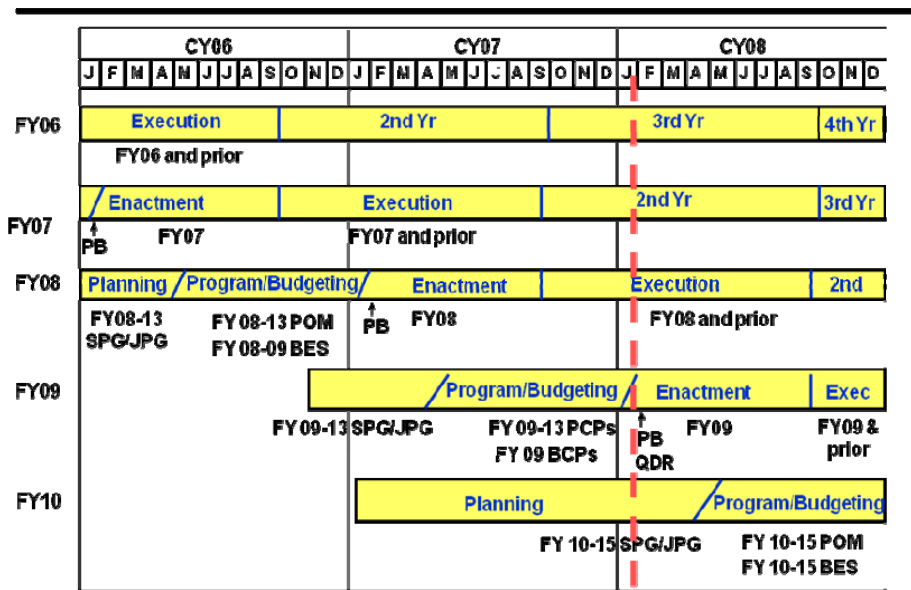 CY06 CY07 CY08
J F M A M J J A S O N D J F M A M J J A S O N D J F M A M J J A S O N D
FY06 Execution 2nd Yr 3rd Yr 4th Yr
FY06 and prior
FY07 Enactment Execution 2nd Yr 3rd Yr
PB FY07 FY07 and prior
FY08 Planning Program/Budgeting Enactment Execution 2nd
FY08-13 FY 08-13 POM PB FY08 FY08 and prior
SPG/JPG FY 08-09 BES
FY09 Program/Budgeting Enactment Exec
FY 09-13 SPG/JPG FY 09-13 PCPs PB FY09 FY09 &
FY 09 BCPs QDR prior
FY10 Planning Program/Budgeting
FY 10-15 SPG/JPG FY 10-15 POM
FY 10-15 BES